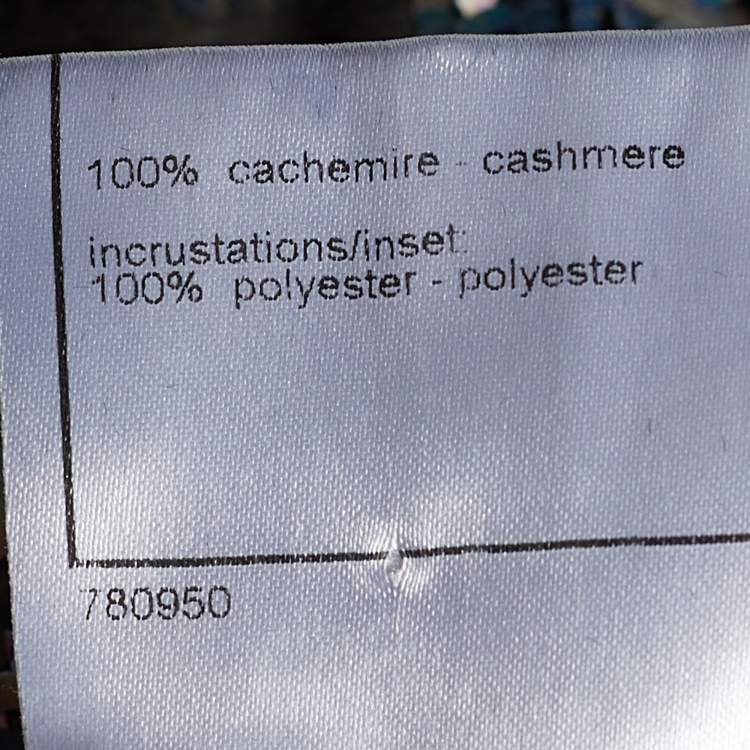 100% cachemire - cashmere
incrustations/inset:
100% polyester - polyester
780950